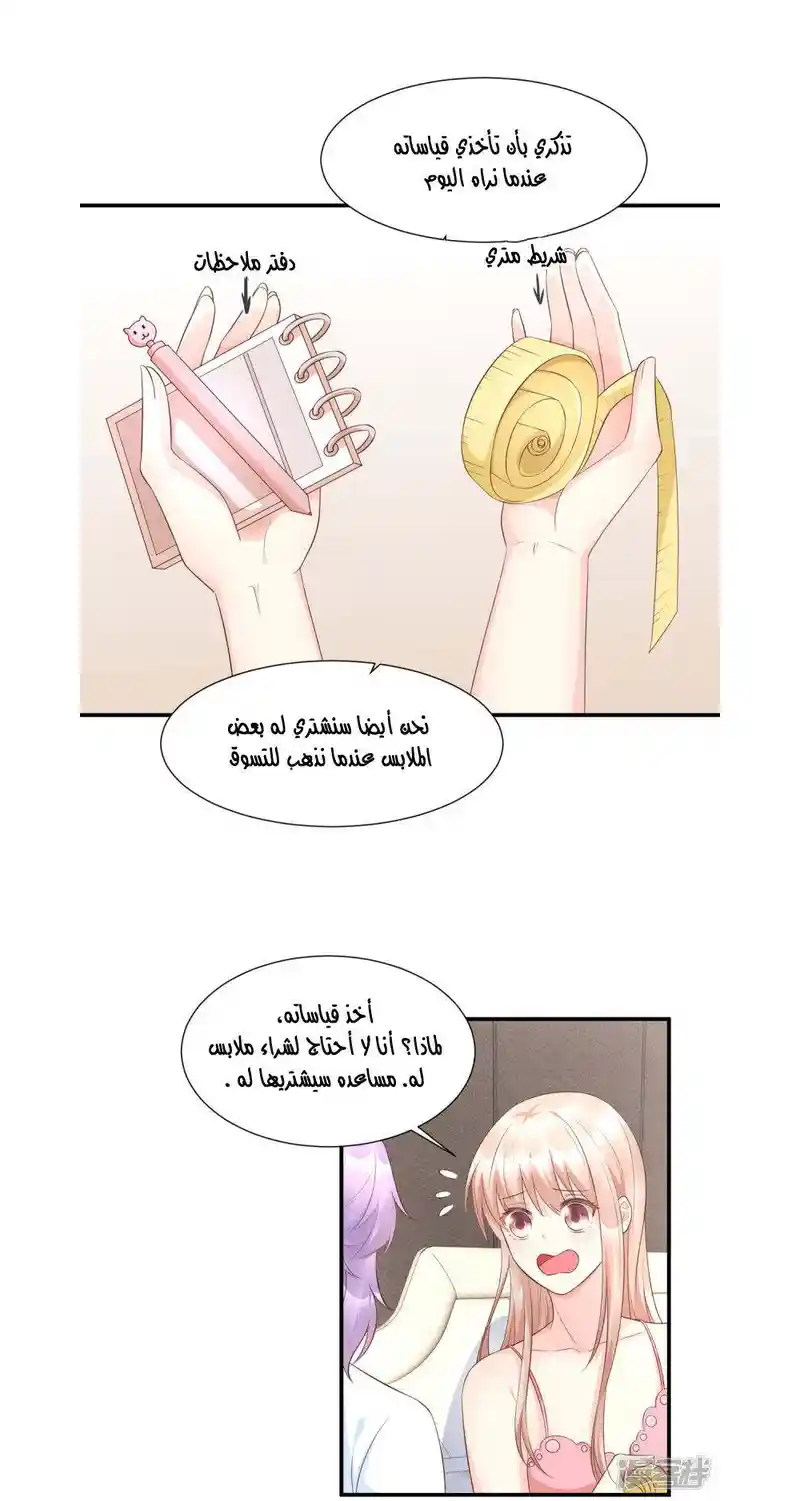 تذكري بأن تأخذي قياساته
عندما نراه اليوم
شريط متري
دفتر ملاحظات
نحن أيضا سنشتري له بعض
الملابس عندما نذهب للتسوق
أخذ قياساته،
لماذا؟ أنا لا أحتاج لشراء ملابس
له. مساعده سيشتريها له .